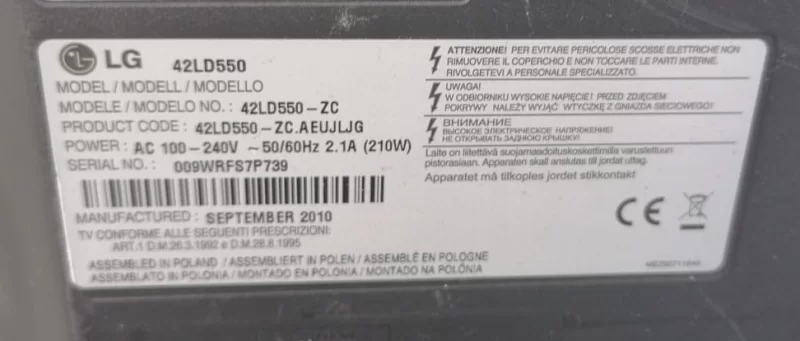 LG 42LD550
MODEL / MODELL / MODELLO
MODELE / MODELO NO. : 42LD550-ZC
PRODUCT CODE : 42LD550-ZC.AEUJLJG
POWER : AC 100-240V ~50/60Hz 2.1A (210W)
SERIAL NO. : 009WRFS7P739
MANUFACTURED : SEPTEMBER 2010
TV CONFORME ALLE SEGUENTI PRESCRIZIONI:
ART.1 D.M.26.3.1992 e D.M.28.8.1995
ASSEMBLED IN POLAND / ASSEMBLIERT IN POLEN / ASSEMBLÉ EN POLOGNE
ASSEMBLATO IN POLONIA / MONTADO EN POLONIA / MONTADO NA POLÓNIA
ATTENZIONE! PER EVITARE PERICOLOSE SCOSSE ELETTRICHE NON
RIMUOVERE IL COPERCHIO E NON TOCCARE LE PARTI INTERNE.
RIVOLGETEVI A PERSONALE SPECIALIZZATO.
UWAGA!
W ODBIORNIKU WYSOKIE NAPIĘCIE! PRZED ZDJĘCIEM
POKRYWY NALEŻY WYJĄĆ WTYCZKĘ Z GNIAZDA SIECIOWEGO!
ВНИМАНИЕ
ВЫСОКОЕ ЭЛЕКТРИЧЕСКОЕ НАПРЯЖЕНИЕ!
НЕ ОТКРЫВАТЬ ЗАДНЮЮ КРЫШКУ!
Laite on liitettävä suojamaadoituskoskettimilla varustettuun
pistorasiaan. Apparaten skall anslutas till jordat uttag.
Apparatet må tilkoples jordet stikkontakt
CE